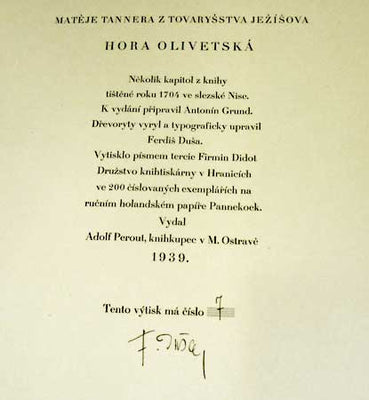 MATĚJE TANNERA Z TOVARYŠSTVA JEŽÍŠOVA
HORA OLIVETSKÁ
Několik kapitol z knihy
tištěné roku 1704 ve slezské Nise.
K vydání připravil Antonín Grund.
Dřevoryty vyryl a typograficky upravil
Ferdiš Duša.
Vytisklo písmem tercie Firmin Didot
Družstvo knihtiskárny v Hranicích
ve 200 číslovaných exemplářích na
ručním holandském papíře Pannekoek.
Vydal
Adolf Perout, knihkupec v M. Ostravě
1939.
Tento výtisk má číslo 7
F. Duša